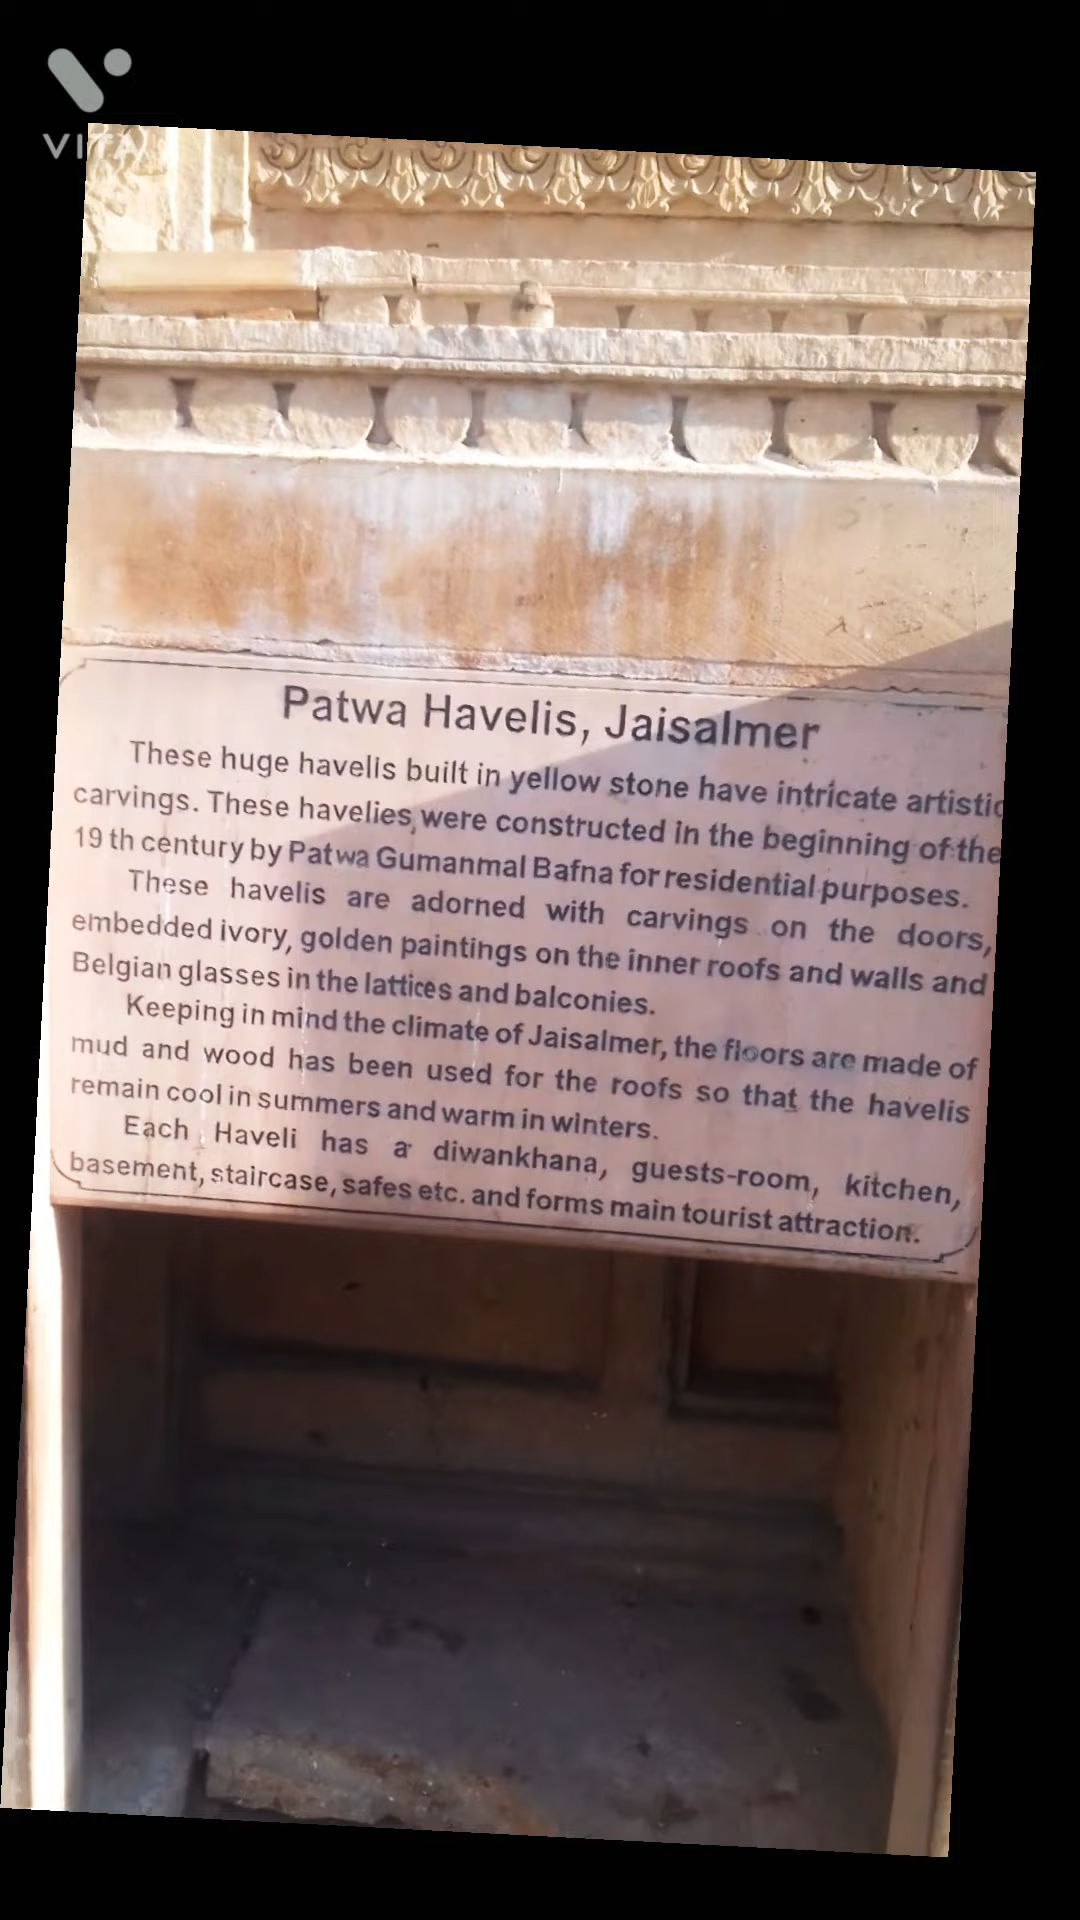 VITA
Patwa Havelis, Jaisalmer
These huge havelis built in yellow stone have intricate artistic
carvings. These havelies, were constructed in the beginning of the
19 th century by Patwa Gumanmal Bafna for residential purposes.
These havelis are adorned with carvings on the doors,
embedded ivory, golden paintings on the inner roofs and walls and
Belgian glasses in the lattices and balconies.
Keeping in mind the climate of Jaisalmer, the floors are made of
mud and wood has been used for the roofs so that the havelis
remain cool in summers and warm in winters.
Each Haveli has a diwankhana, guests-room, kitchen,
basement, staircase, safes etc. and forms main tourist attraction.